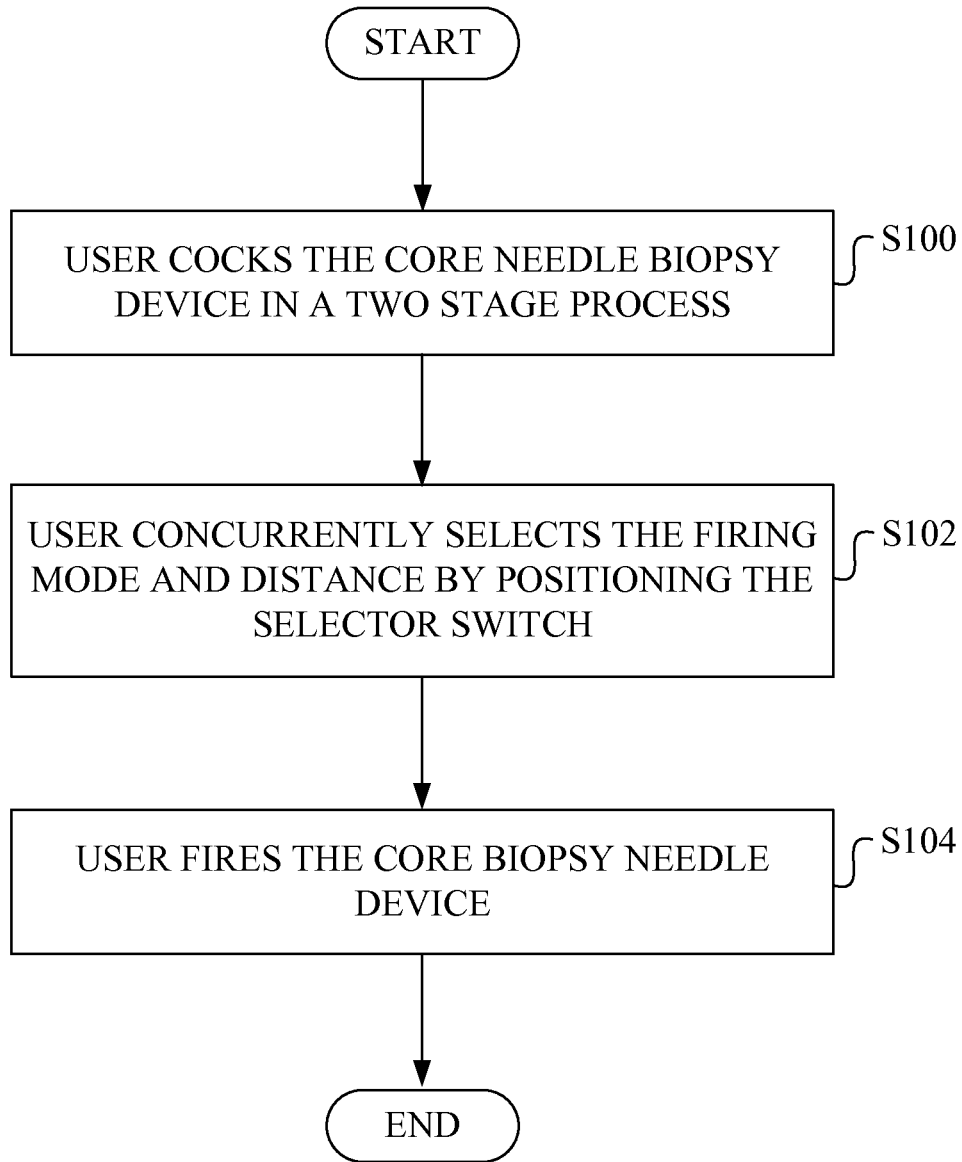 START
USER COCKS THE CORE NEEDLE BIOPSY
DEVICE IN A TWO STAGE PROCESS
S100
USER CONCURRENTLY SELECTS THE FIRING
MODE AND DISTANCE BY POSITIONING THE
SELECTOR SWITCH
S102
USER FIRES THE CORE BIOPSY NEEDLE
DEVICE
S104
END